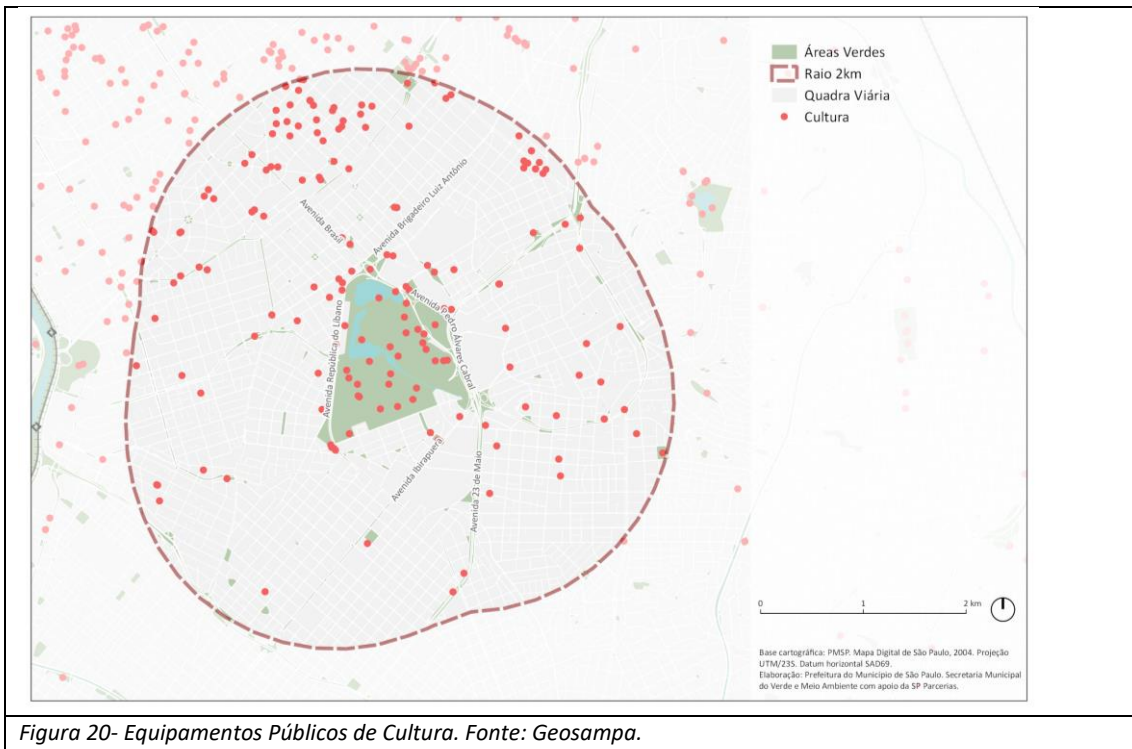 Áreas Verdes
Raio 2km
Quadra Viária
Cultura
Avenida Brigadeiro Luiz Antônio
Avenida Brasil
Avenida Pedro Álvares Cabral
Avenida República do Líbano
Avenida Ibirapuera
Avenida 23 de Maio
0 1 2 km
Base cartográfica: PMSP. Mapa Digital de São Paulo, 2004. Projeção
UTM/23S. Datum horizontal SAD69.
Elaboração: Prefeitura do Município de São Paulo. Secretaria Municipal
do Verde e Meio Ambiente com apoio da SP Parcerias.
Figura 20- Equipamentos Públicos de Cultura. Fonte: Geosampa.